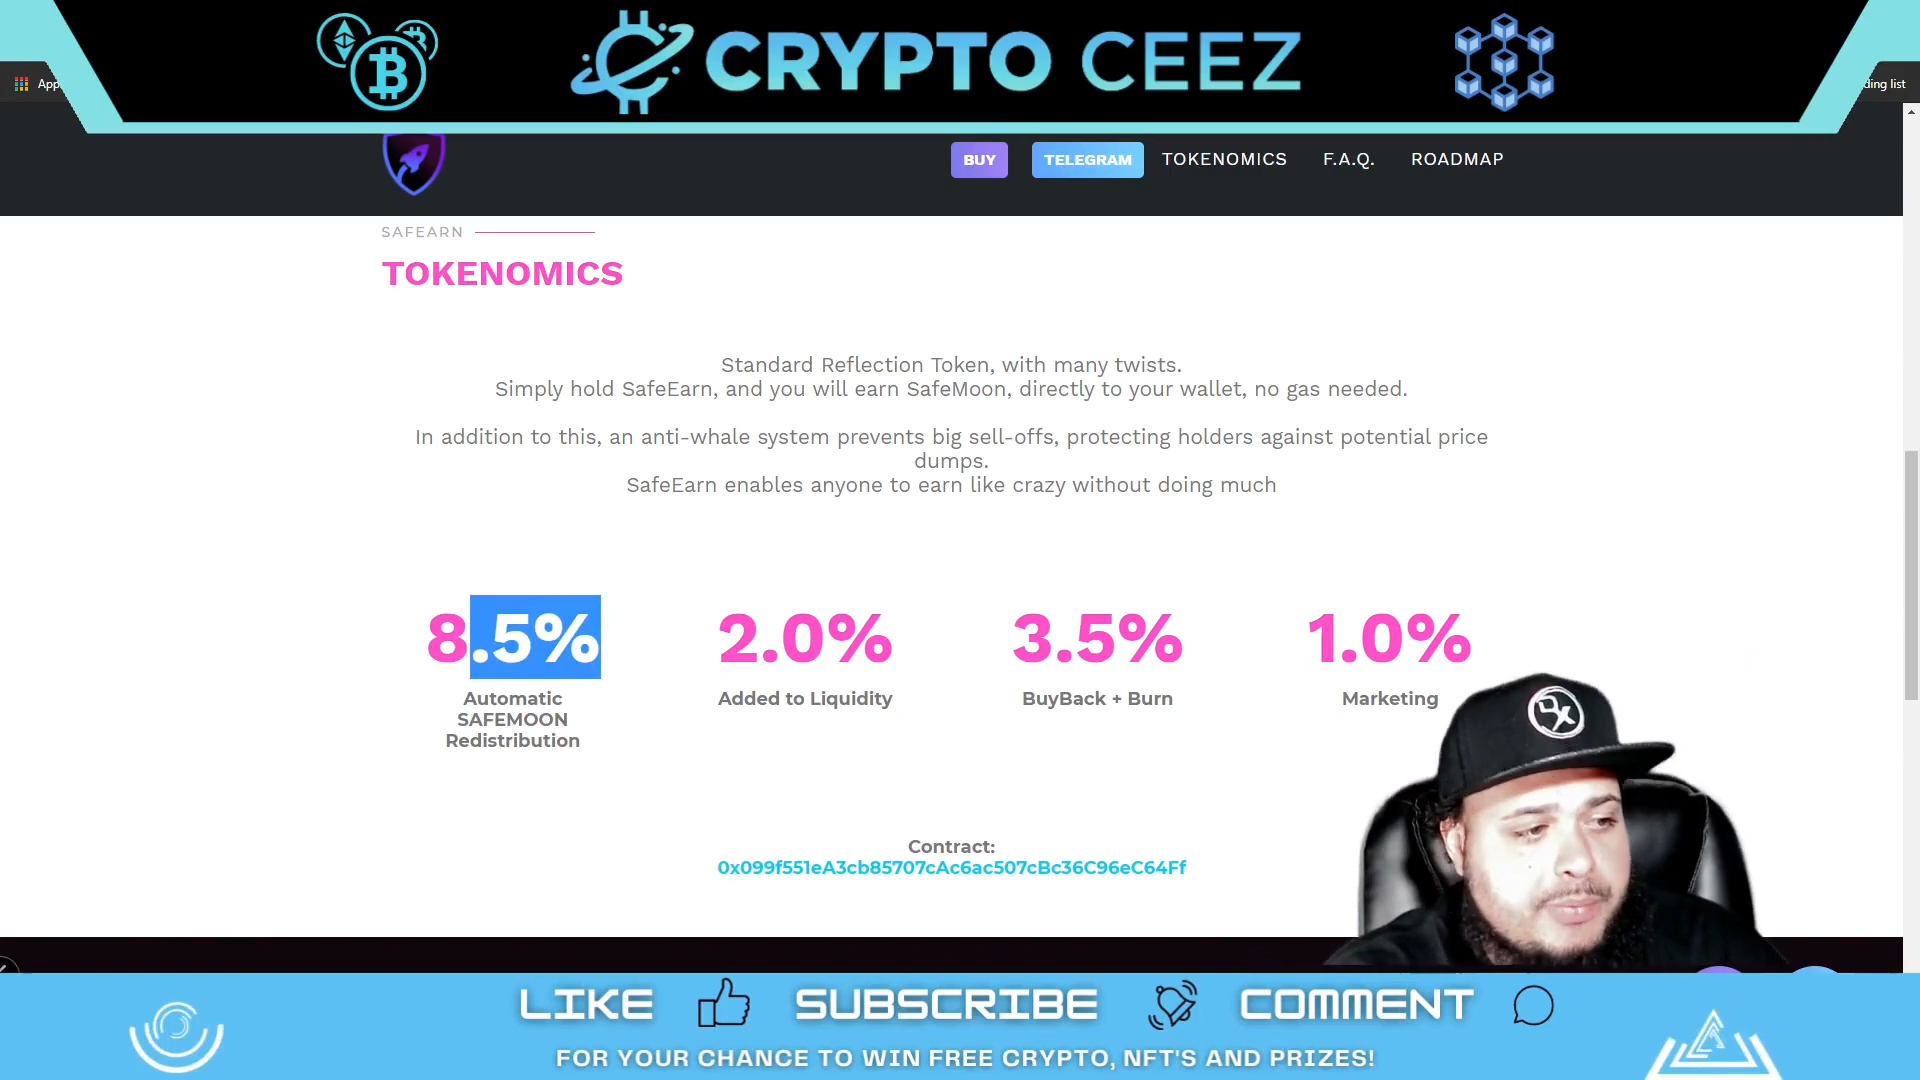 CRYPTO CEEZ
App
ding list
BUY
TELEGRAM
TOKENOMICS
F.A.Q.
ROADMAP
SAFEARN
TOKENOMICS
Standard Reflection Token, with many twists.
Simply hold SafeEarn, and you will earn SafeMoon, directly to your wallet, no gas needed.
In addition to this, an anti-whale system prevents big sell-offs, protecting holders against potential price
dumps.
SafeEarn enables anyone to earn like crazy without doing much
8.5%
2.0%
3.5%
1.0%
Automatic
SAFEMOON
Redistribution
Added to Liquidity
BuyBack + Burn
Marketing
Contract:
0x099f551eA3cb85707cAc6ac507cBc36C96eC64Ff
LIKE
SUBSCRIBE
COMMENT
FOR YOUR CHANCE TO WIN FREE CRYPTO, NFT'S AND PRIZES!